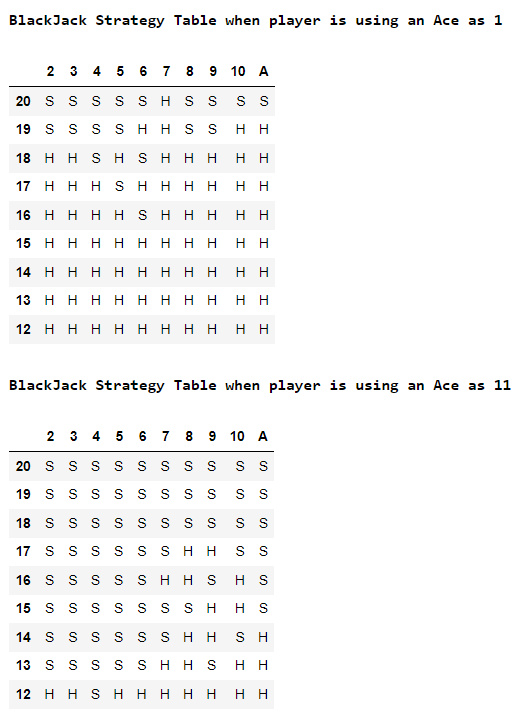 BlackJack Strategy Table when player is using an Ace as 1
2 3 4 5 6 7 8 9 10 A
20 S S S S S H S S S S
19 S S S S H H S S H H
18 H H S H S H H H H H
17 H H H S H H H H H H
16 H H H H S H H H H H
15 H H H H H H H H H H
14 H H H H H H H H H H
13 H H H H H H H H H H
12 H H H H H H H H H H
BlackJack Strategy Table when player is using an Ace as 11
2 3 4 5 6 7 8 9 10 A
20 S S S S S S S S S S
19 S S S S S S S S S S
18 S S S S S S S S S S
17 S S S S S S H H S S
16 S S S S S H H S H S
15 S S S S S S S H H S
14 S S S S S S H H S H
13 S S S S S H H S H H
12 H H S H H H H H H H